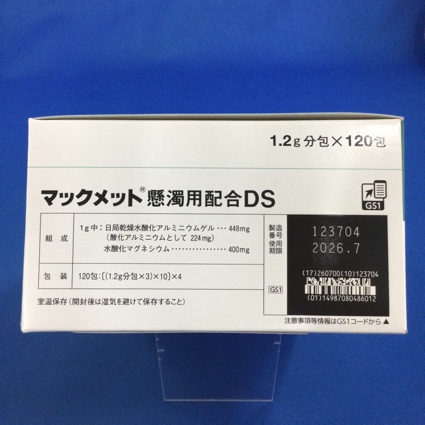 1.2g分包×120包
マックメット®懸濁用配合DS
GS1
組成
1g中:日局乾燥水酸化アルミニウムゲル…448mg
(酸化アルミニウムとして 224mg)
水酸化マグネシウム………………400mg
包装
120包:〔(1.2g分包×3)×10〕×4
製造番号
123704
使用期限
2026.7
(17)260700(10)123704
GS1
(01)14987080486012
室温保存(開封後は湿気を避けて保存すること)
注意事項等情報はGS1コードから▲